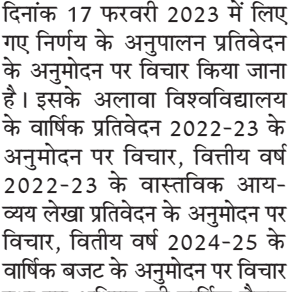 दिनांक 17 फरवरी 2023 में लिए
गए निर्णय के अनुपालन प्रतिवेदन
के अनुमोदन पर विचार किया जाना
है। इसके अलावा विश्वविद्यालय
के वार्षिक प्रतिवेदन 2022-23 के
अनुमोदन पर विचार, वित्तीय वर्ष
2022-23 के वास्तविक आय-
व्यय लेखा प्रतिवेदन के अनुमोदन पर
विचार, वितीय वर्ष 2024-25 के
वार्षिक बजट के अनुमोदन पर विचार